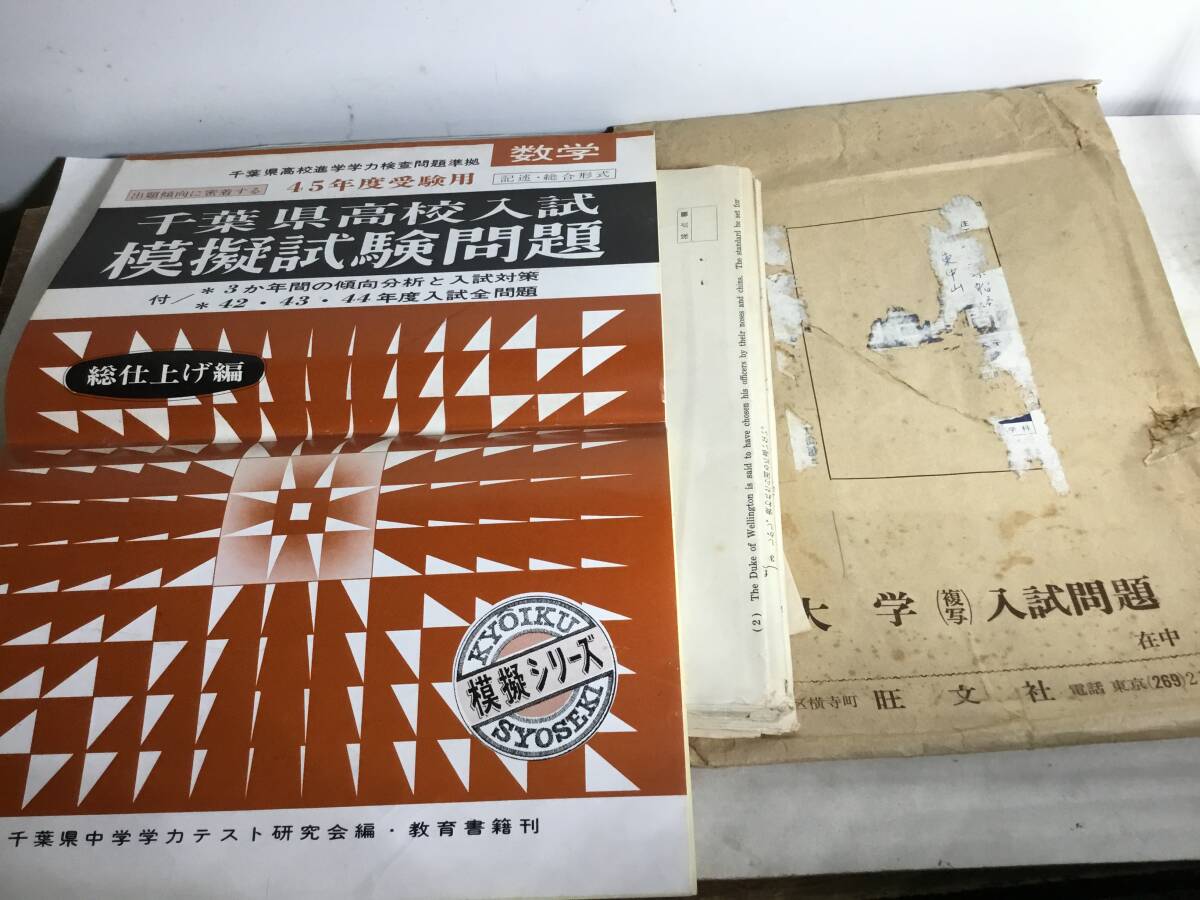 数学
千葉県高校進学学力検査問題準拠
出題傾向に密着する
45年度受験用
記述・総合形式
千葉県高校入試
模擬試験問題
付/*3か年間の傾向分析と入試対策
*42・43・44年度入試全問題
総仕上げ編
KYOIKU
模擬シリーズ
SYOSEKI
千葉県中学学力テスト研究会編・教育書籍刊
(2) The Duke of Wellington is said to have chosen his officers by their noses and chins. The standard he set for
注
東中山
学科
大学(複写)入試問題
在中
区横寺町 旺文社 電話 東京(269)2